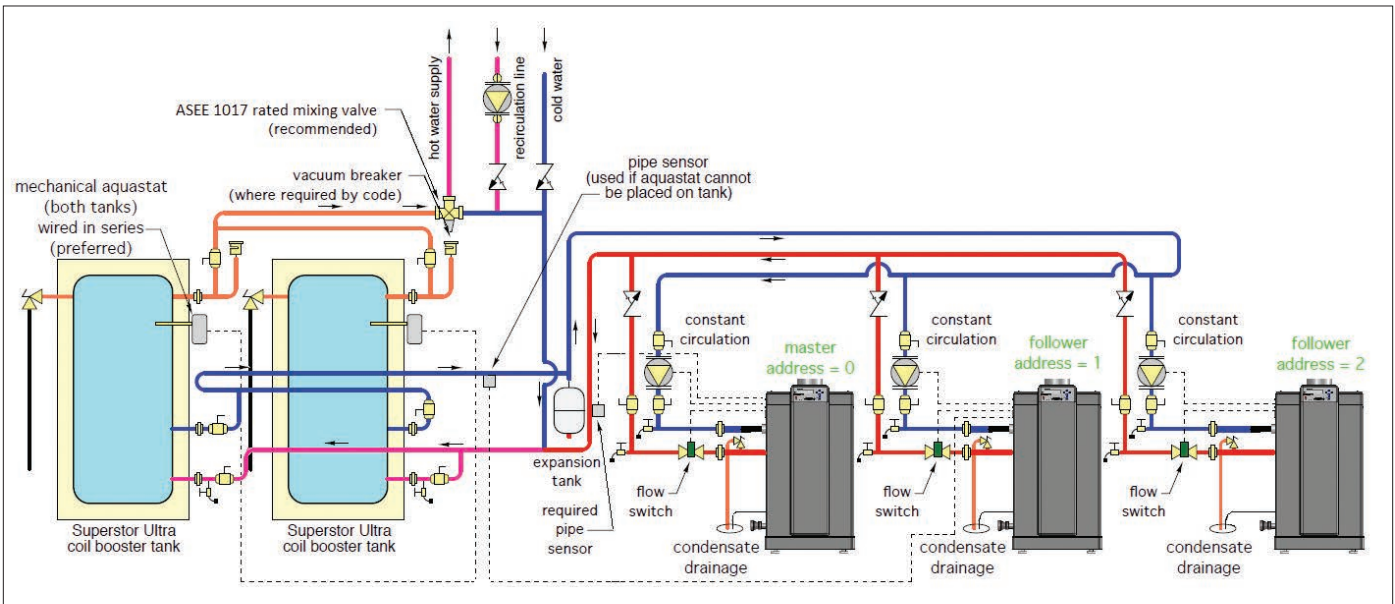 hot water supply
recirculation line
cold water
ASEE 1017 rated mixing valve
(recommended)
vacuum breaker
(where required by code)
pipe sensor
(used if aquastat cannot
be placed on tank)
mechanical aquastat
(both tanks)
wired in series
(preferred)
constant
circulation
master
address = 0
constant
circulation
follower
address = 1
constant
circulation
follower
address = 2
expansion
tank
required
pipe
sensor
flow
switch
condensate
drainage
flow
switch
condensate
drainage
flow
switch
condensate
drainage
Superstor Ultra
coil booster tank
Superstor Ultra
coil booster tank